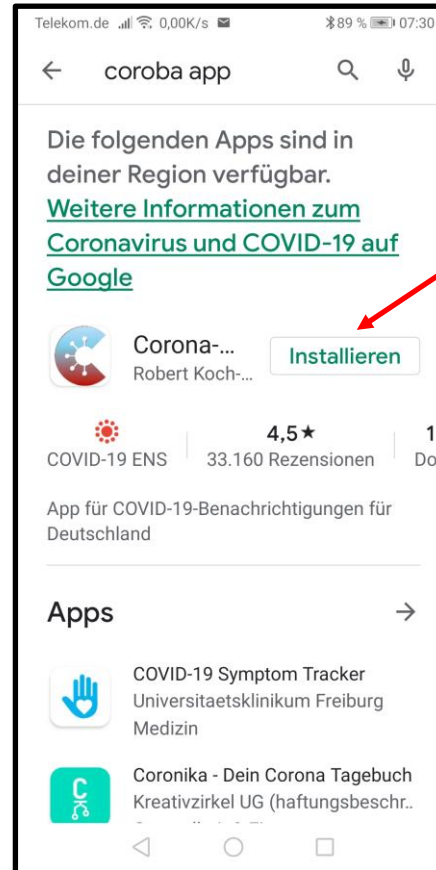 Telekom.de 0,00K/s 89 % 07:30
coroba app
Die folgenden Apps sind in
deiner Region verfügbar.
Weitere Informationen zum
Coronavirus und COVID-19 auf
Google
Corona-...
Robert Koch-...
Installieren
4,5★ 1
COVID-19 ENS 33.160 Rezensionen Do
App für COVID-19-Benachrichtigungen für
Deutschland
Apps
COVID-19 Symptom Tracker
Universitaetsklinikum Freiburg
Medizin
Coronika - Dein Corona Tagebuch
Kreativzirkel UG (haftungsbeschr..